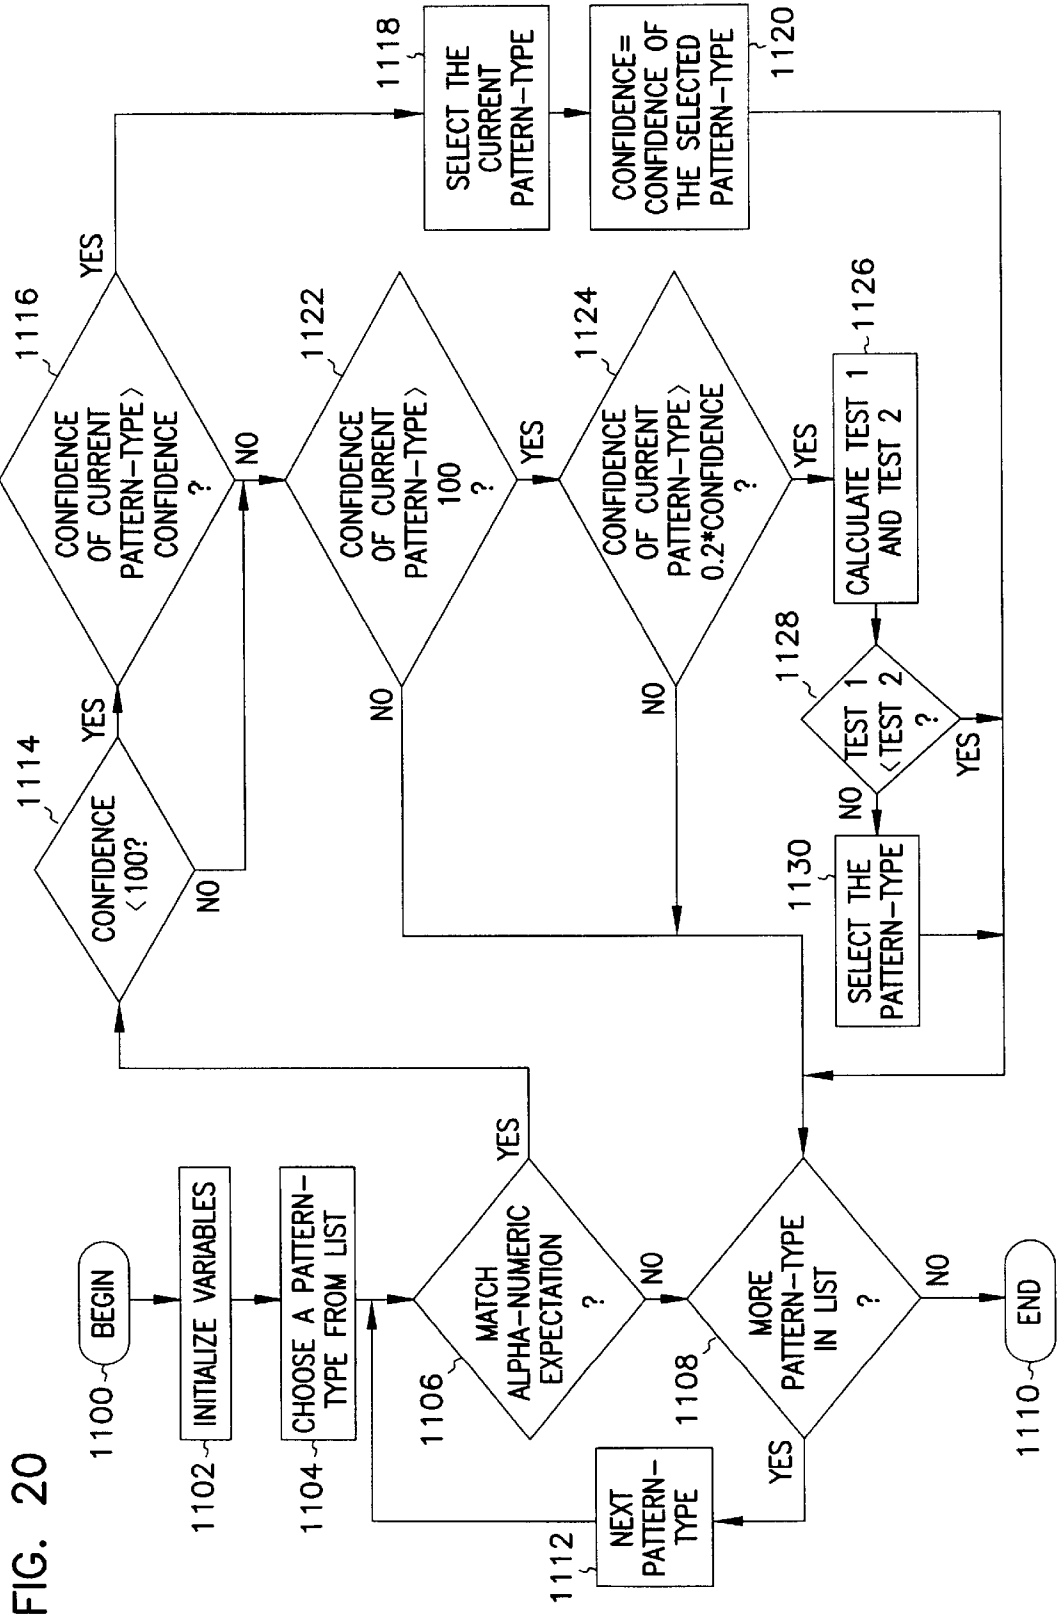 FIG. 20
1100
BEGIN
1102
INITIALIZE VARIABLES
1104
CHOOSE A PATTERN-
TYPE FROM LIST
1106
MATCH
ALPHA-NUMERIC
EXPECTATION
?
YES
NO
1108
MORE
PATTERN-TYPE
IN LIST
?
YES
NO
1110
END
1112
NEXT
PATTERN-
TYPE
1114
CONFIDENCE
<100?
YES
NO
1116
CONFIDENCE
OF CURRENT
PATTERN-TYPE>
CONFIDENCE
?
YES
NO
1118
SELECT THE
CURRENT
PATTERN-TYPE
1120
CONFIDENCE=
CONFIDENCE OF
THE SELECTED
PATTERN-TYPE
1122
CONFIDENCE
OF CURRENT
PATTERN-TYPE>
100
?
YES
NO
1124
CONFIDENCE
OF CURRENT
PATTERN-TYPE>
0.2*CONFIDENCE
?
YES
NO
1126
CALCULATE TEST 1
AND TEST 2
1128
TEST 1
<TEST 2
?
NO
YES
1130
SELECT THE
PATTERN-TYPE